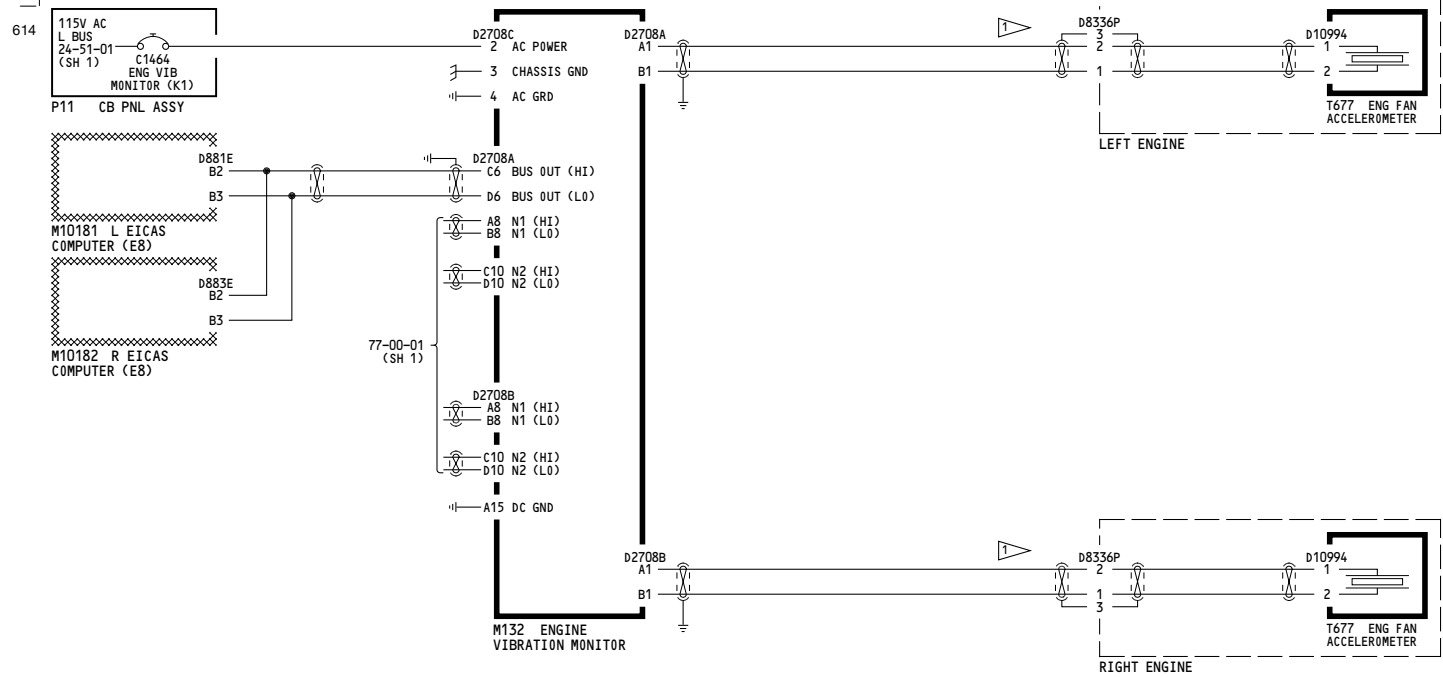 614
115V AC
L BUS
24-51-01
(SH 1)
C1464
ENG VIB
MONITOR (K1)
P11 CB PNL ASSY
D881E
B2
B3
M10181 L EICAS
COMPUTER (E8)
D883E
B2
B3
M10182 R EICAS
COMPUTER (E8)
77-00-01
(SH 1)
D2708C
2 AC POWER
3 CHASSIS GND
4 AC GRD
D2708A
C6 BUS OUT (HI)
D6 BUS OUT (LO)
A8 N1 (HI)
B8 N1 (LO)
C10 N2 (HI)
D10 N2 (LO)
D2708B
A8 N1 (HI)
B8 N1 (LO)
C10 N2 (HI)
D10 N2 (LO)
A15 DC GND
D2708A
A1
B1
D2708B
A1
B1
M132 ENGINE
VIBRATION MONITOR
1
D8336P
3
2
1
D10994
1
2
T677 ENG FAN
ACCELEROMETER
LEFT ENGINE
1
D8336P
2
1
3
D10994
1
2
T677 ENG FAN
ACCELEROMETER
RIGHT ENGINE